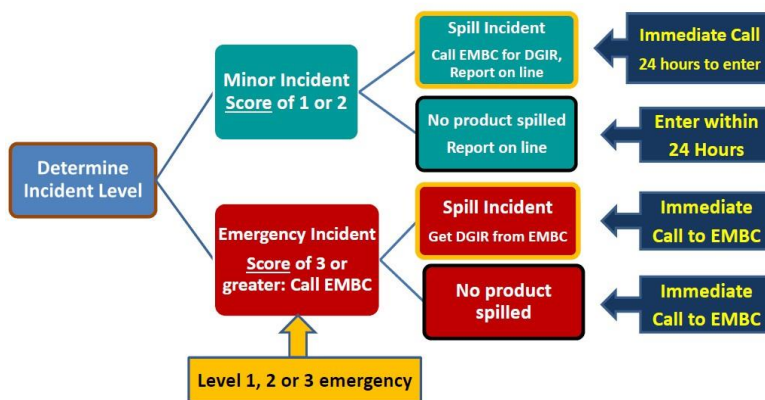 Determine
Incident Level
Minor Incident
Score of 1 or 2
Spill Incident
Call EMBC for DGIR,
Report on line
Immediate Call
24 hours to enter
No product spilled
Report on line
Enter within
24 Hours
Emergency Incident
Score of 3 or
greater: Call EMBC
Spill Incident
Get DGIR from EMBC
Immediate
Call to EMBC
No product
spilled
Immediate
Call to EMBC
Level 1, 2 or 3 emergency